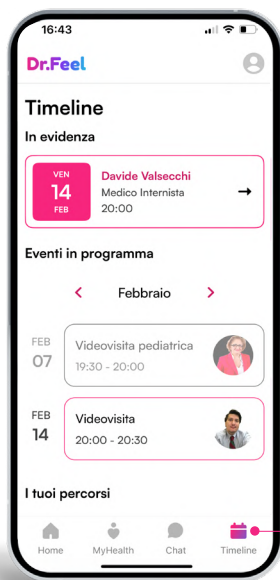 16:43
Dr.Feel
Timeline
In evidenza
VEN
14
FEB
Davide Valsecchi
Medico Internista
20:00
Eventi in programma
Febbraio
FEB
07
Videovisita pediatrica
19:30 - 20:00
FEB
14
Videovisita
20:00 - 20:30
I tuoi percorsi
Home
MyHealth
Chat
Timeline